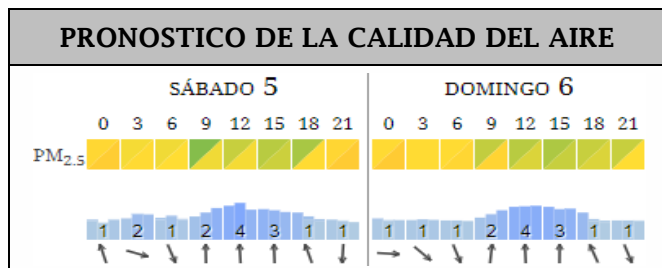 PRONOSTICO DE LA CALIDAD DEL AIRE
SÁBADO 5 DOMINGO 6
0 3 6 9 12 15 18 21 0 3 6 9 12 15 18 21
PM2.5
1 2 1 2 4 3 1 1 1 1 1 2 4 3 1 1